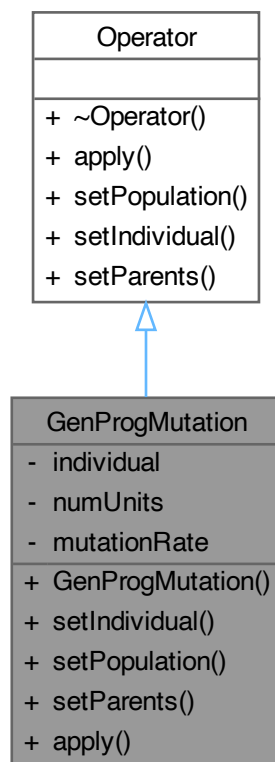 Operator
+ ~Operator()
+ apply()
+ setPopulation()
+ setIndividual()
+ setParents()
GenProgMutation
- individual
- numUnits
- mutationRate
+ GenProgMutation()
+ setIndividual()
+ setPopulation()
+ setParents()
+ apply()